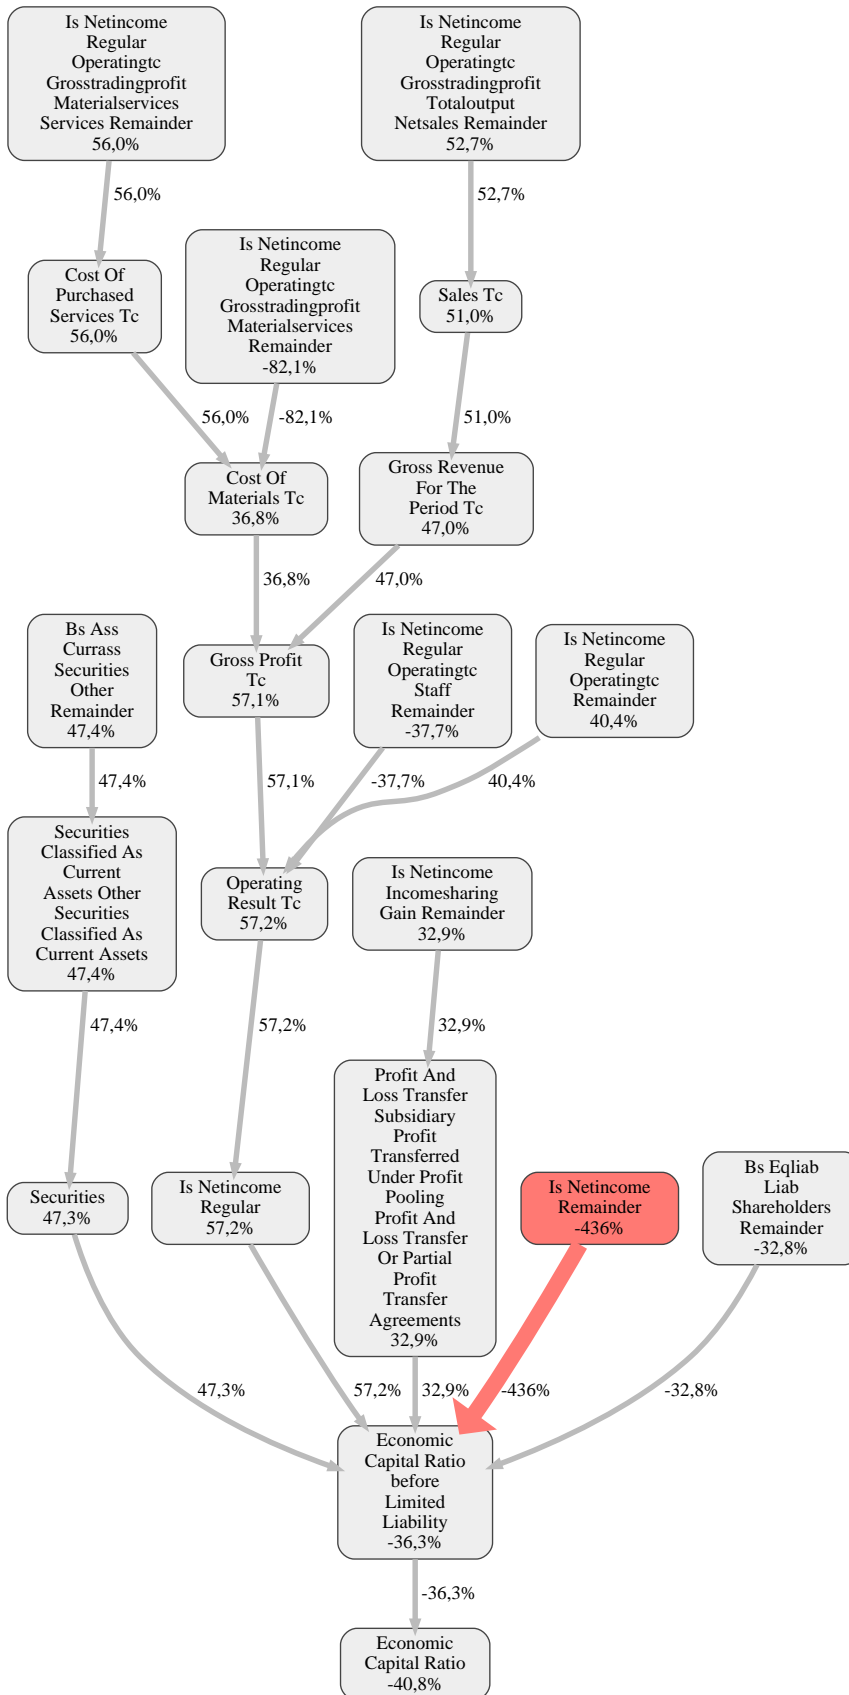 Is Netincome
Regular
Operatingtc
Grosstradingprofit
Materialservices
Services Remainder
56,0%
Is Netincome
Regular
Operatingtc
Grosstradingprofit
Totaloutput
Netsales Remainder
52,7%
56,0%
52,7%
Cost Of
Purchased
Services Tc
56,0%
Is Netincome
Regular
Operatingtc
Grosstradingprofit
Materialservices
Remainder
-82,1%
Sales Tc
51,0%
56,0%
-82,1%
51,0%
Cost Of
Materials Tc
36,8%
Gross Revenue
For The
Period Tc
47,0%
36,8%
47,0%
Bs Ass
Currass
Securities
Other
Remainder
47,4%
Gross Profit
Tc
57,1%
Is Netincome
Regular
Operatingtc
Staff
Remainder
-37,7%
Is Netincome
Regular
Operatingtc
Remainder
40,4%
47,4%
57,1%
-37,7%
40,4%
Securities
Classified As
Current
Assets Other
Securities
Classified As
Current Assets
47,4%
Operating
Result Tc
57,2%
Is Netincome
Incomesharing
Gain Remainder
32,9%
47,4%
57,2%
32,9%
Securities
47,3%
Is Netincome
Regular
57,2%
Profit And
Loss Transfer
Subsidiary
Profit
Transferred
Under Profit
Pooling
Profit And
Loss Transfer
Or Partial
Profit
Transfer
Agreements
32,9%
Is Netincome
Remainder
-436%
Bs Eqliab
Liab
Shareholders
Remainder
-32,8%
47,3%
57,2%
32,9%
-436%
-32,8%
Economic
Capital Ratio
before
Limited
Liability
-36,3%
-36,3%
Economic
Capital Ratio
-40,8%